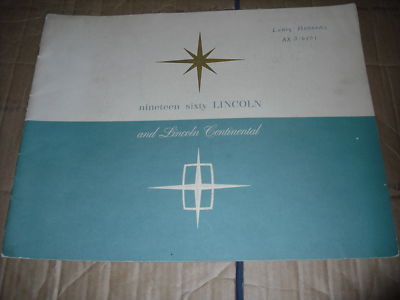 nineteen sixty LINCOLN
and Lincoln Continental